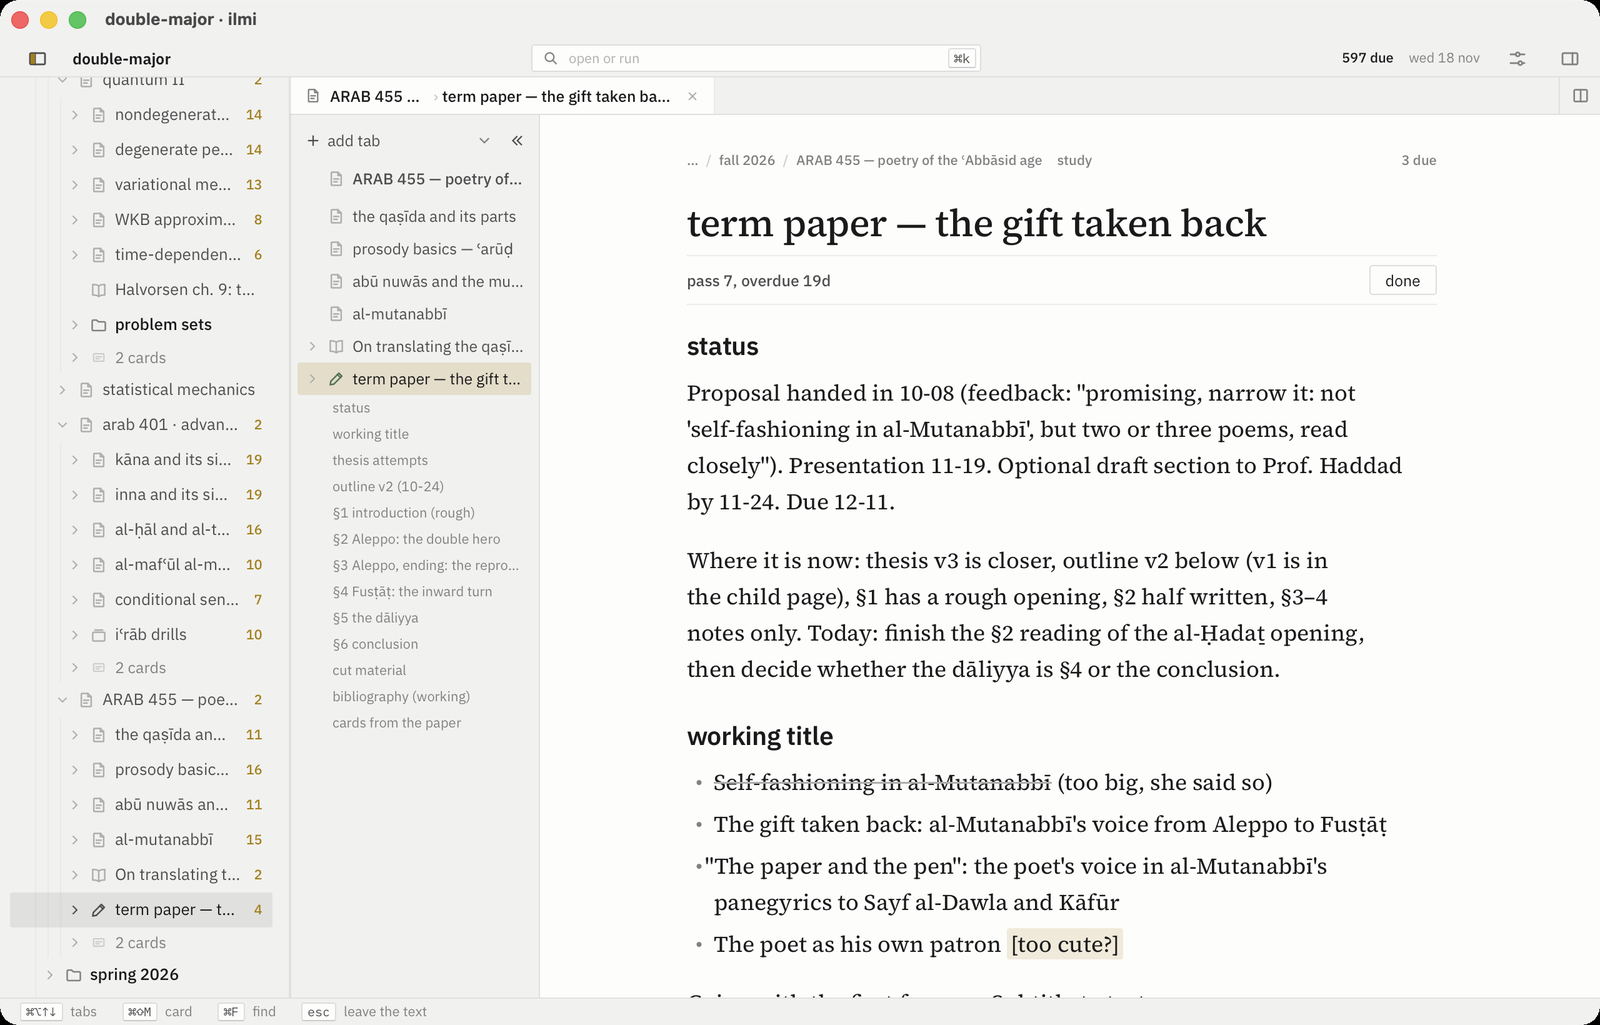 double-major · ilmi
double-major
open or run
⌘k
597 due
wed 18 nov
quantum II 2
nondegenerat... 14
degenerate pe... 14
variational me... 13
WKB approxim... 8
time-dependen... 6
Halvorsen ch. 9: t...
problem sets
2 cards
statistical mechanics
arab 401 · advan... 2
kāna and its si... 19
inna and its si... 19
al-ḥāl and al-t... 16
al-mafʿūl al-m... 10
conditional sen... 7
iʿrāb drills 10
2 cards
ARAB 455 — poe... 2
the qaṣīda an... 11
prosody basic... 16
abū nuwās an... 11
al-mutanabbī 15
On translating t... 2
term paper — t... 4
2 cards
spring 2026
ARAB 455 ... › term paper — the gift taken ba... ×
+ add tab
ARAB 455 — poetry of...
the qaṣīda and its parts
prosody basics — ʿarūḍ
abū nuwās and the mu...
al-mutanabbī
On translating the qaṣī...
term paper — the gift t...
status
working title
thesis attempts
outline v2 (10-24)
§1 introduction (rough)
§2 Aleppo: the double hero
§3 Aleppo, ending: the repro...
§4 Fusṭāṭ: the inward turn
§5 the dāliyya
§6 conclusion
cut material
bibliography (working)
cards from the paper
... / fall 2026 / ARAB 455 — poetry of the ʿAbbāsid age study
3 due
term paper — the gift taken back
pass 7, overdue 19d
done
status
Proposal handed in 10-08 (feedback: "promising, narrow it: not
'self-fashioning in al-Mutanabbī', but two or three poems, read
closely"). Presentation 11-19. Optional draft section to Prof. Haddad
by 11-24. Due 12-11.
Where it is now: thesis v3 is closer, outline v2 below (v1 is in
the child page), §1 has a rough opening, §2 half written, §3–4
notes only. Today: finish the §2 reading of the al-Ḥadaṯ opening,
then decide whether the dāliyya is §4 or the conclusion.
working title
• Self-fashioning in al-Mutanabbī (too big, she said so)
• The gift taken back: al-Mutanabbī's voice from Aleppo to Fusṭāṭ
• "The paper and the pen": the poet's voice in al-Mutanabbī's
panegyrics to Sayf al-Dawla and Kāfūr
• The poet as his own patron [too cute?]
⌘⌥↑↓ tabs
⌘⇧M card
⌘F find
esc leave the text